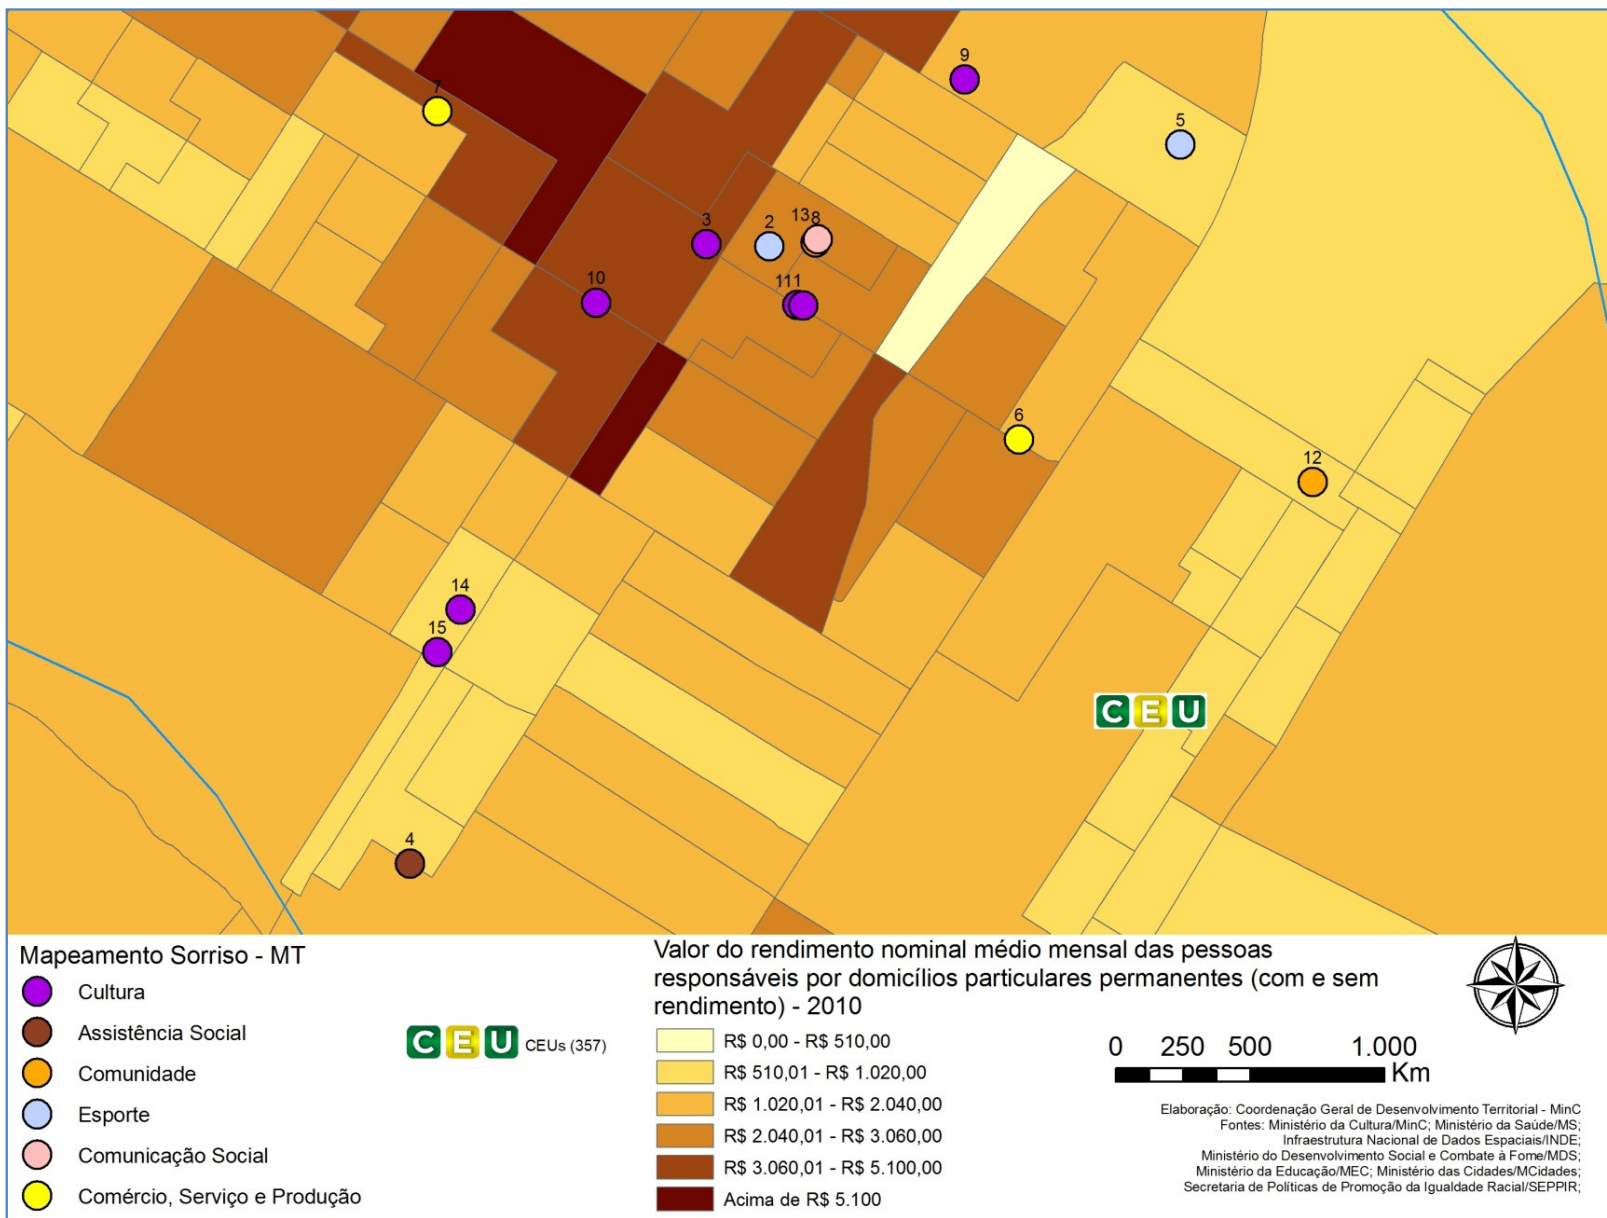 9
7
5
3
2
13
8
10
111
6
12
14
15
CEU
4
Mapeamento Sorriso - MT
Cultura
Assistência Social
Comunidade
Esporte
Comunicação Social
Comércio, Serviço e Produção
CEU CEUs (357)
Valor do rendimento nominal médio mensal das pessoas
responsáveis por domicílios particulares permanentes (com e sem
rendimento) - 2010
R$ 0,00 - R$ 510,00
R$ 510,01 - R$ 1.020,00
R$ 1.020,01 - R$ 2.040,00
R$ 2.040,01 - R$ 3.060,00
R$ 3.060,01 - R$ 5.100,00
Acima de R$ 5.100
0 250 500 1.000
Km
Elaboração: Coordenação Geral de Desenvolvimento Territorial - MinC
Fontes: Ministério da Cultura/MinC; Ministério da Saúde/MS;
Infraestrutura Nacional de Dados Espaciais/INDE;
Ministério do Desenvolvimento Social e Combate à Fome/MDS;
Ministério da Educação/MEC; Ministério das Cidades/MCidades;
Secretaria de Políticas de Promoção da Igualdade Racial/SEPPIR;